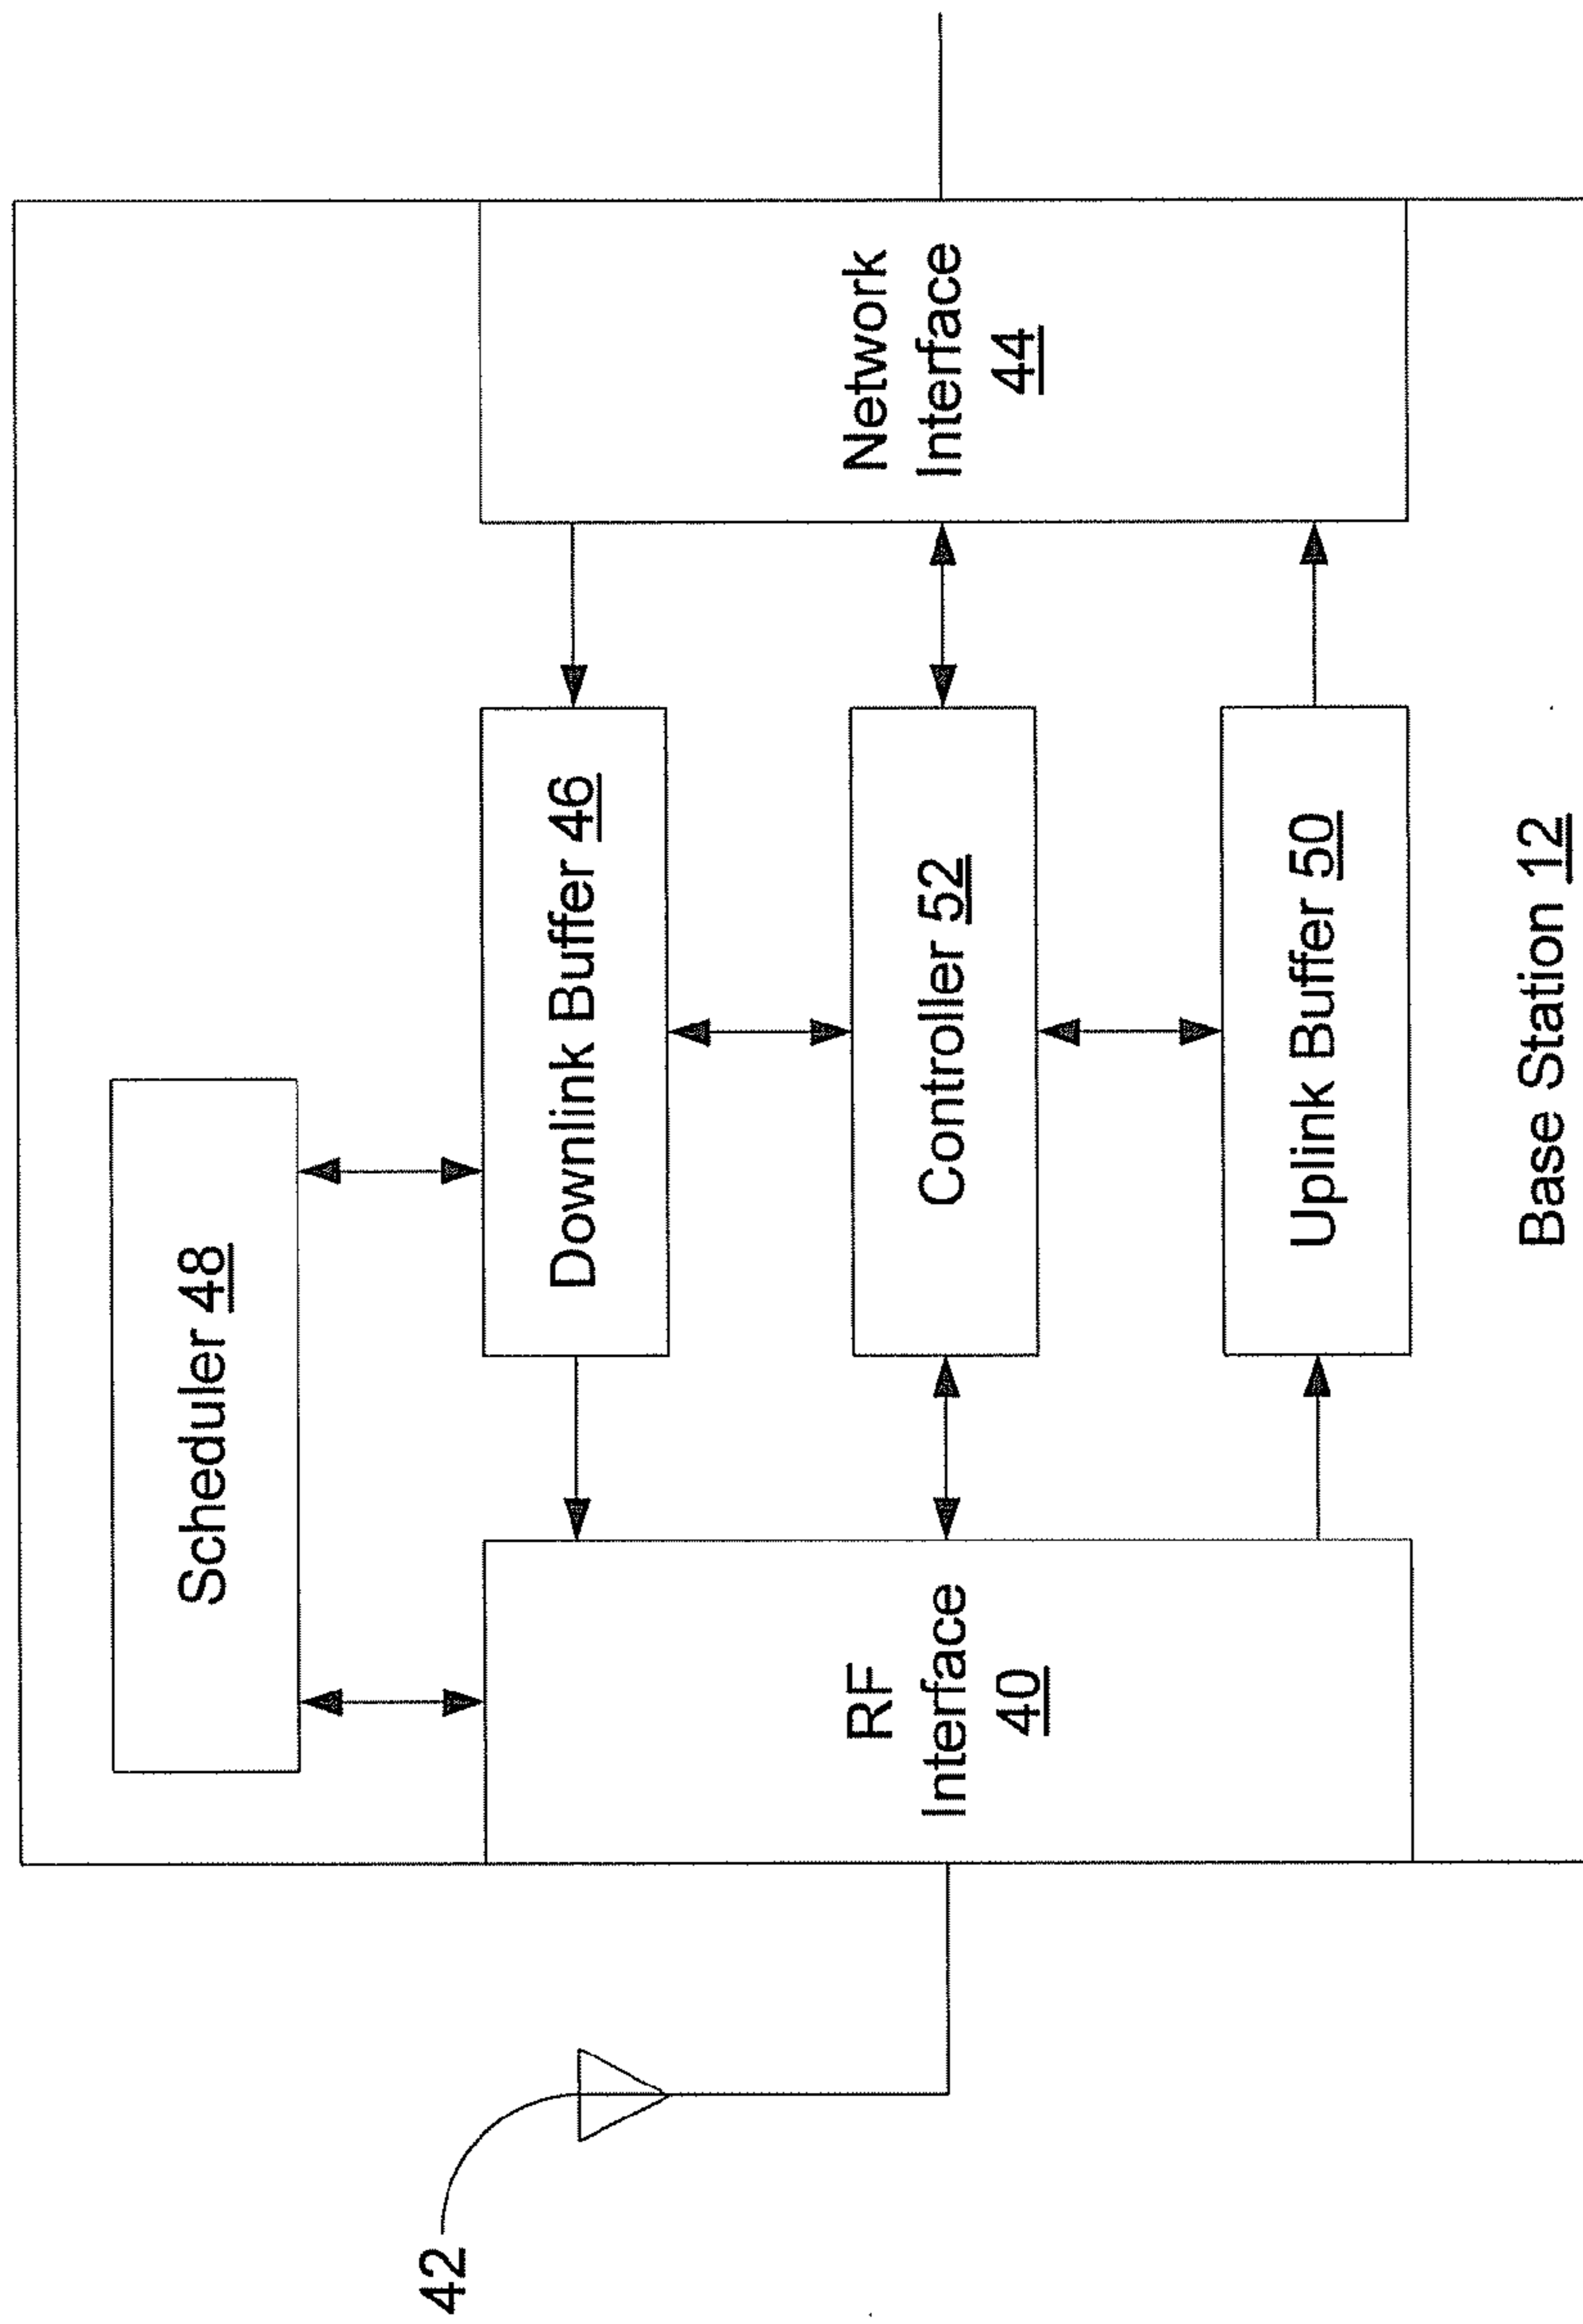 Scheduler 48
42
Downlink Buffer 46
RF
Interface
40
Controller 52
Network
Interface
44
Uplink Buffer 50
Base Station 12